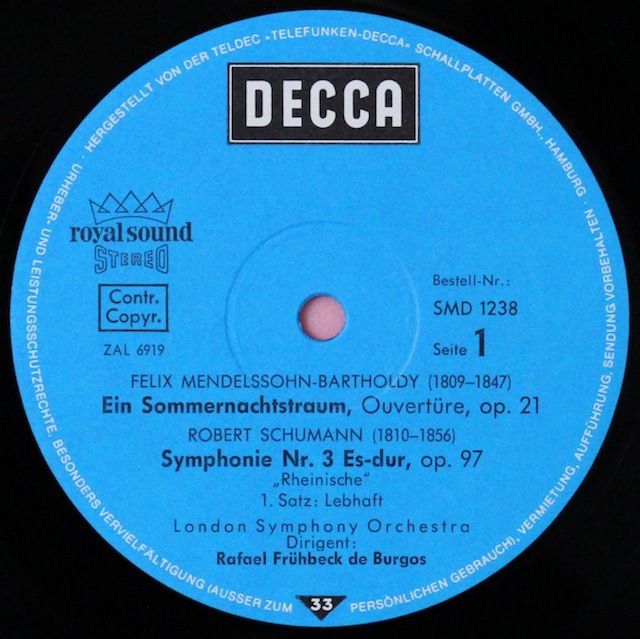 URHEBER- UND LEISTUNGSSCHUTZRECHTE, BESONDERS VERVIELFÄLTIGUNG (AUSSER ZUM PERSÖNLICHEN GEBRAUCH), VERMIETUNG, AUFFÜHRUNG, SENDUNG VORBEHALTEN · HERGESTELLT VON DER TELDEC »TELEFUNKEN-DECCA« SCHALLPLATTEN GMBH., HAMBURG ·
DECCA
royal sound
STEREO
Contr.
Copyr.
ZAL 6919
Bestell-Nr.:
SMD 1238
Seite 1
FELIX MENDELSSOHN-BARTHOLDY (1809–1847)
Ein Sommernachtstraum, Ouvertüre, op. 21
ROBERT SCHUMANN (1810–1856)
Symphonie Nr. 3 Es-dur, op. 97
„Rheinische“
1. Satz: Lebhaft
London Symphony Orchestra
Dirigent:
Rafael Frühbeck de Burgos
33